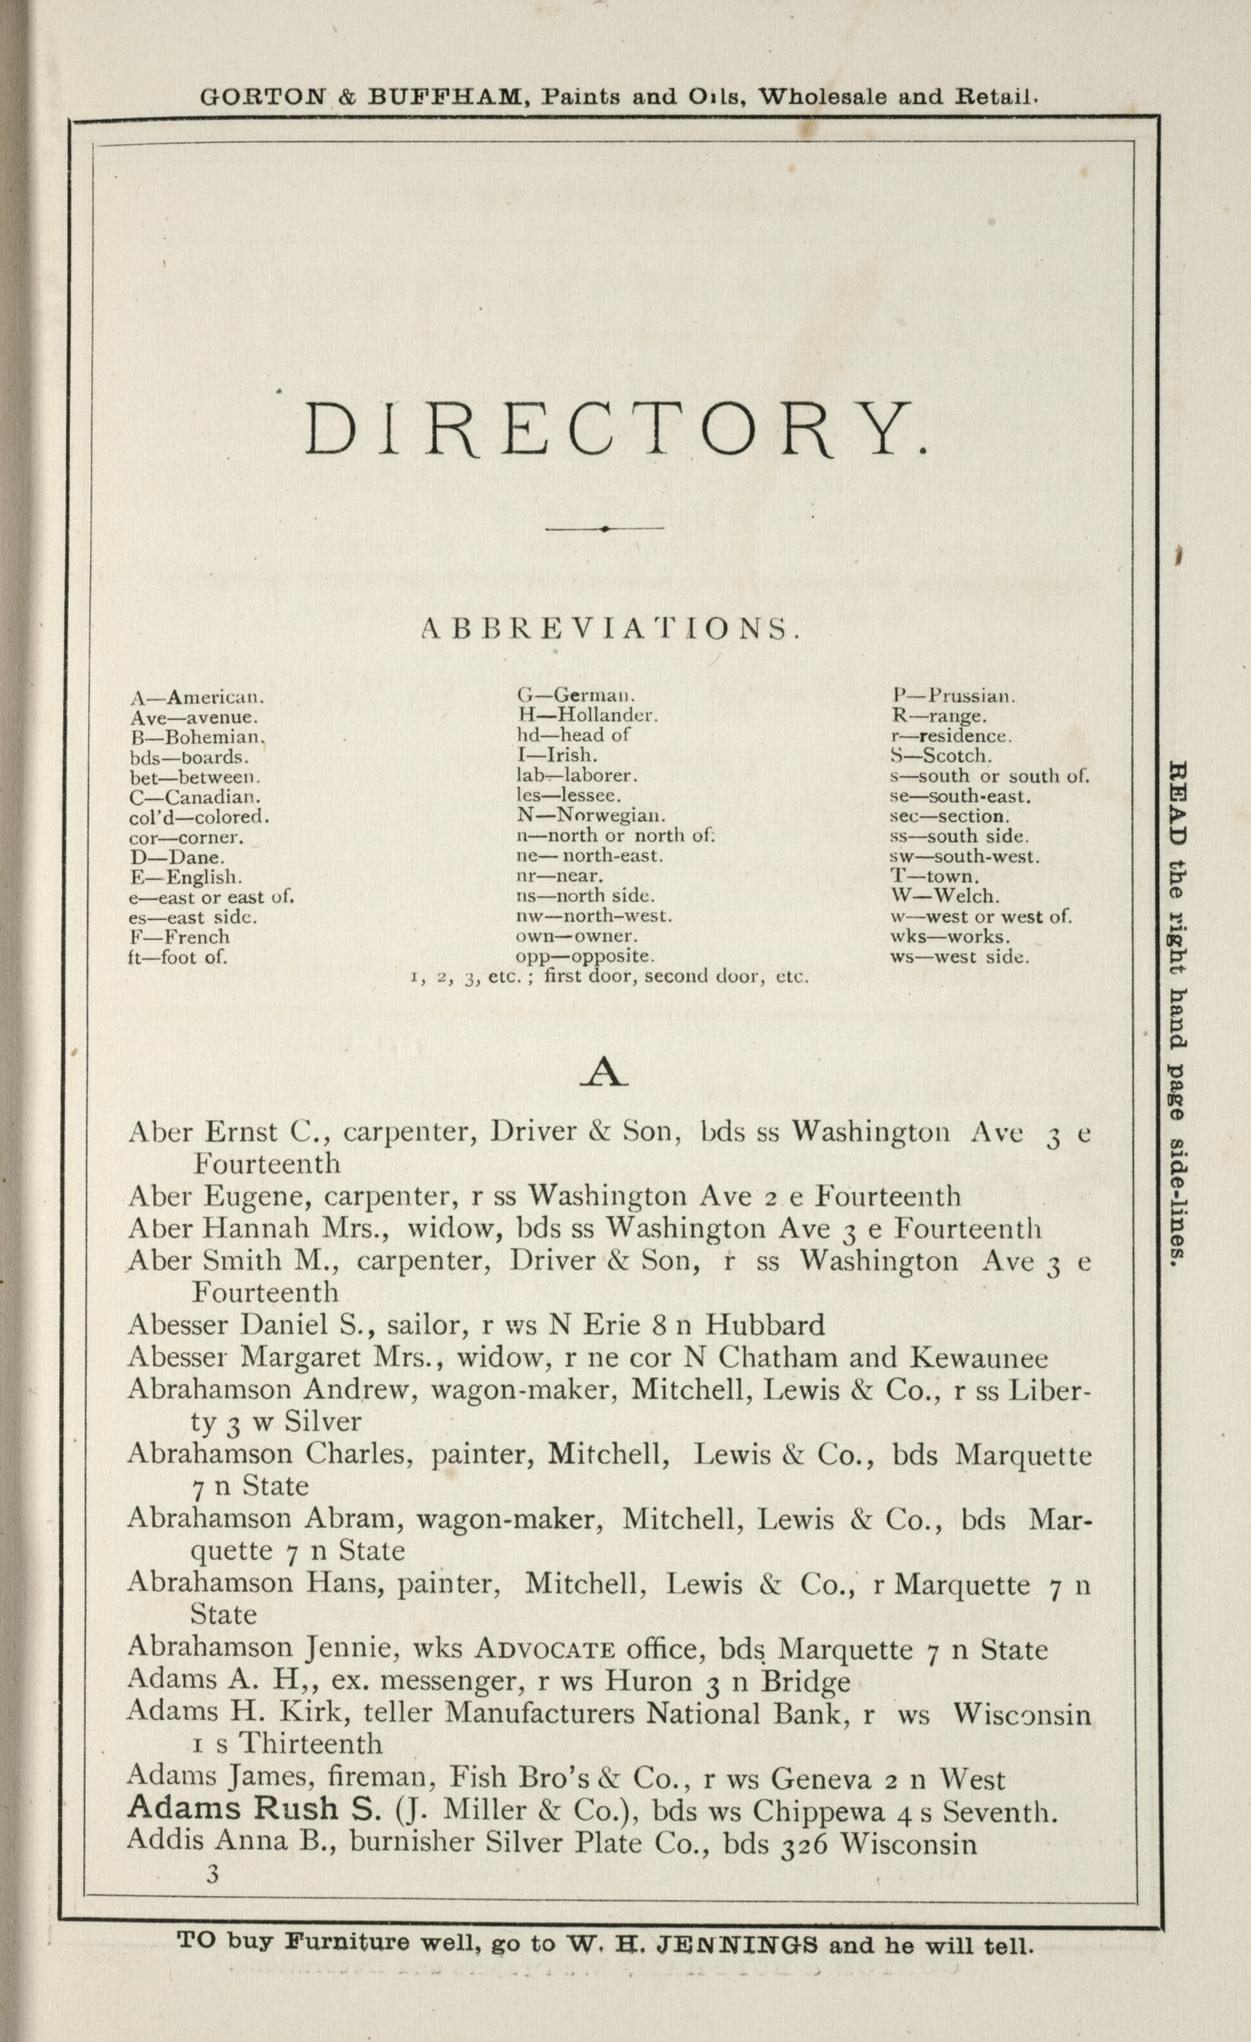 GORTON & BUFFHAM, Paints and Oils, Wholesale and Retail.
DIRECTORY.
ABBREVIATIONS.
A—American.
Ave—avenue.
B—Bohemian.
bds—boards.
bet—between.
C—Canadian.
col'd—colored.
cor—corner.
D—Dane.
E—English.
e—east or east of.
es—east side.
F—French
ft—foot of.
G—German.
H—Hollander.
hd—head of
I—Irish.
lab—laborer.
les—lessee.
N—Norwegian.
n—north or north of.
ne—north-east.
nr—near.
ns—north side.
nw—north-west.
own—owner.
opp—opposite.
P—Prussian.
R—range.
r—residence.
S—Scotch.
s—south or south of.
se—south-east.
sec—section.
ss—south side.
sw—south-west.
T—town.
W—Welch.
w—west or west of.
wks—works.
ws—west side.
1, 2, 3, etc.; first door, second door, etc.
A
Aber Ernst C., carpenter, Driver & Son, bds ss Washington Ave 3 e
Fourteenth
Aber Eugene, carpenter, r ss Washington Ave 2 e Fourteenth
Aber Hannah Mrs., widow, bds ss Washington Ave 3 e Fourteenth
Aber Smith M., carpenter, Driver & Son, r ss Washington Ave 3 e
Fourteenth
Abesser Daniel S., sailor, r ws N Erie 8 n Hubbard
Abesser Margaret Mrs., widow, r ne cor N Chatham and Kewaunee
Abrahamson Andrew, wagon-maker, Mitchell, Lewis & Co., r ss Liber-
ty 3 w Silver
Abrahamson Charles, painter, Mitchell, Lewis & Co., bds Marquette
7 n State
Abrahamson Abram, wagon-maker, Mitchell, Lewis & Co., bds Mar-
quette 7 n State
Abrahamson Hans, painter, Mitchell, Lewis & Co., r Marquette 7 n
State
Abrahamson Jennie, wks ADVOCATE office, bds Marquette 7 n State
Adams A. H,, ex. messenger, r ws Huron 3 n Bridge
Adams H. Kirk, teller Manufacturers National Bank, r ws Wisconsin
1 s Thirteenth
Adams James, fireman, Fish Bro's & Co., r ws Geneva 2 n West
Adams Rush S. (J. Miller & Co.), bds ws Chippewa 4 s Seventh.
Addis Anna B., burnisher Silver Plate Co., bds 326 Wisconsin
3
TO buy Furniture well, go to W. H. JENNINGS and he will tell.
READ the right hand page side-lines.